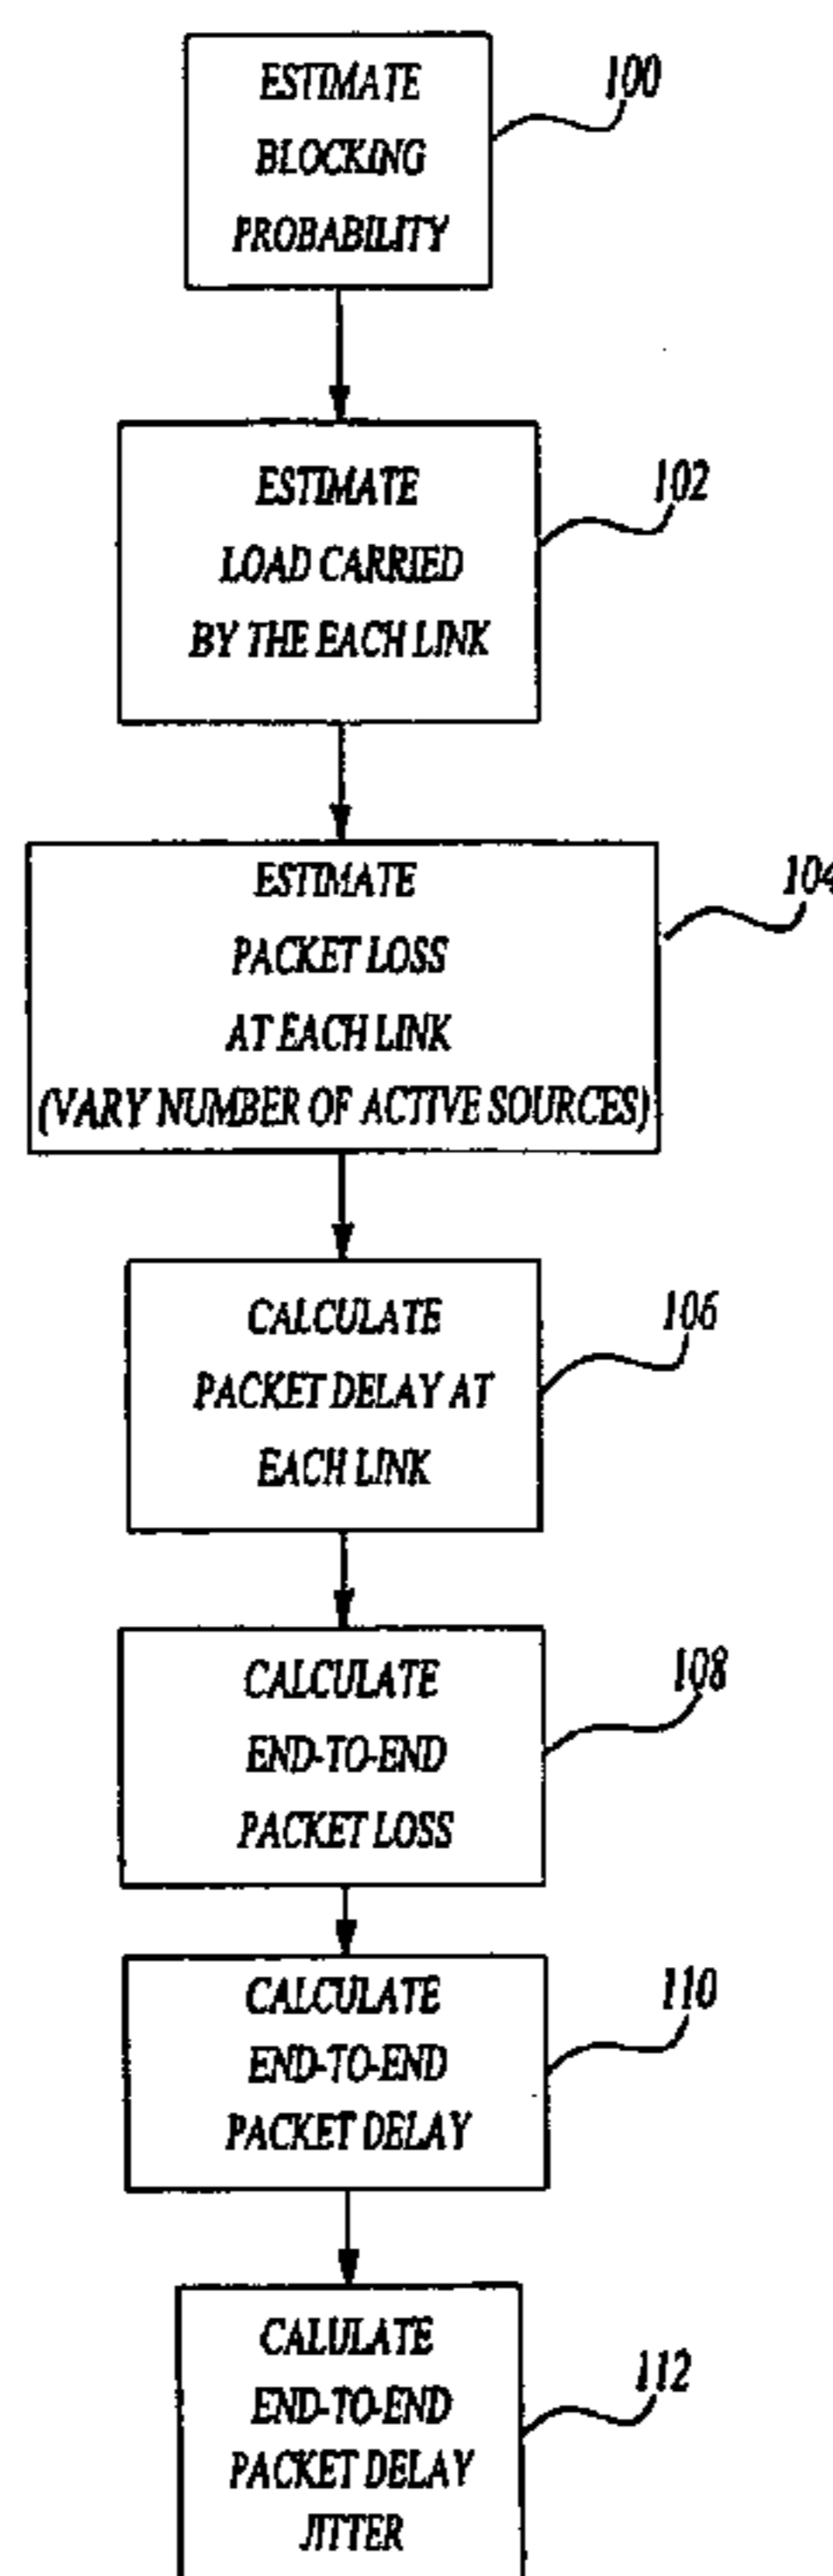 ESTIMATE
BLOCKING
PROBABILITY
100
ESTIMATE
LOAD CARRIED
BY THE EACH LINK
102
ESTIMATE
PACKET LOSS
AT EACH LINK
(VARY NUMBER OF ACTIVE SOURCES)
104
CALCULATE
PACKET DELAY AT
EACH LINK
106
CALCULATE
END-TO-END
PACKET LOSS
108
CALCULATE
END-TO-END
PACKET DELAY
110
CALULATE
END-TO-END
PACKET DELAY
JITTER
112